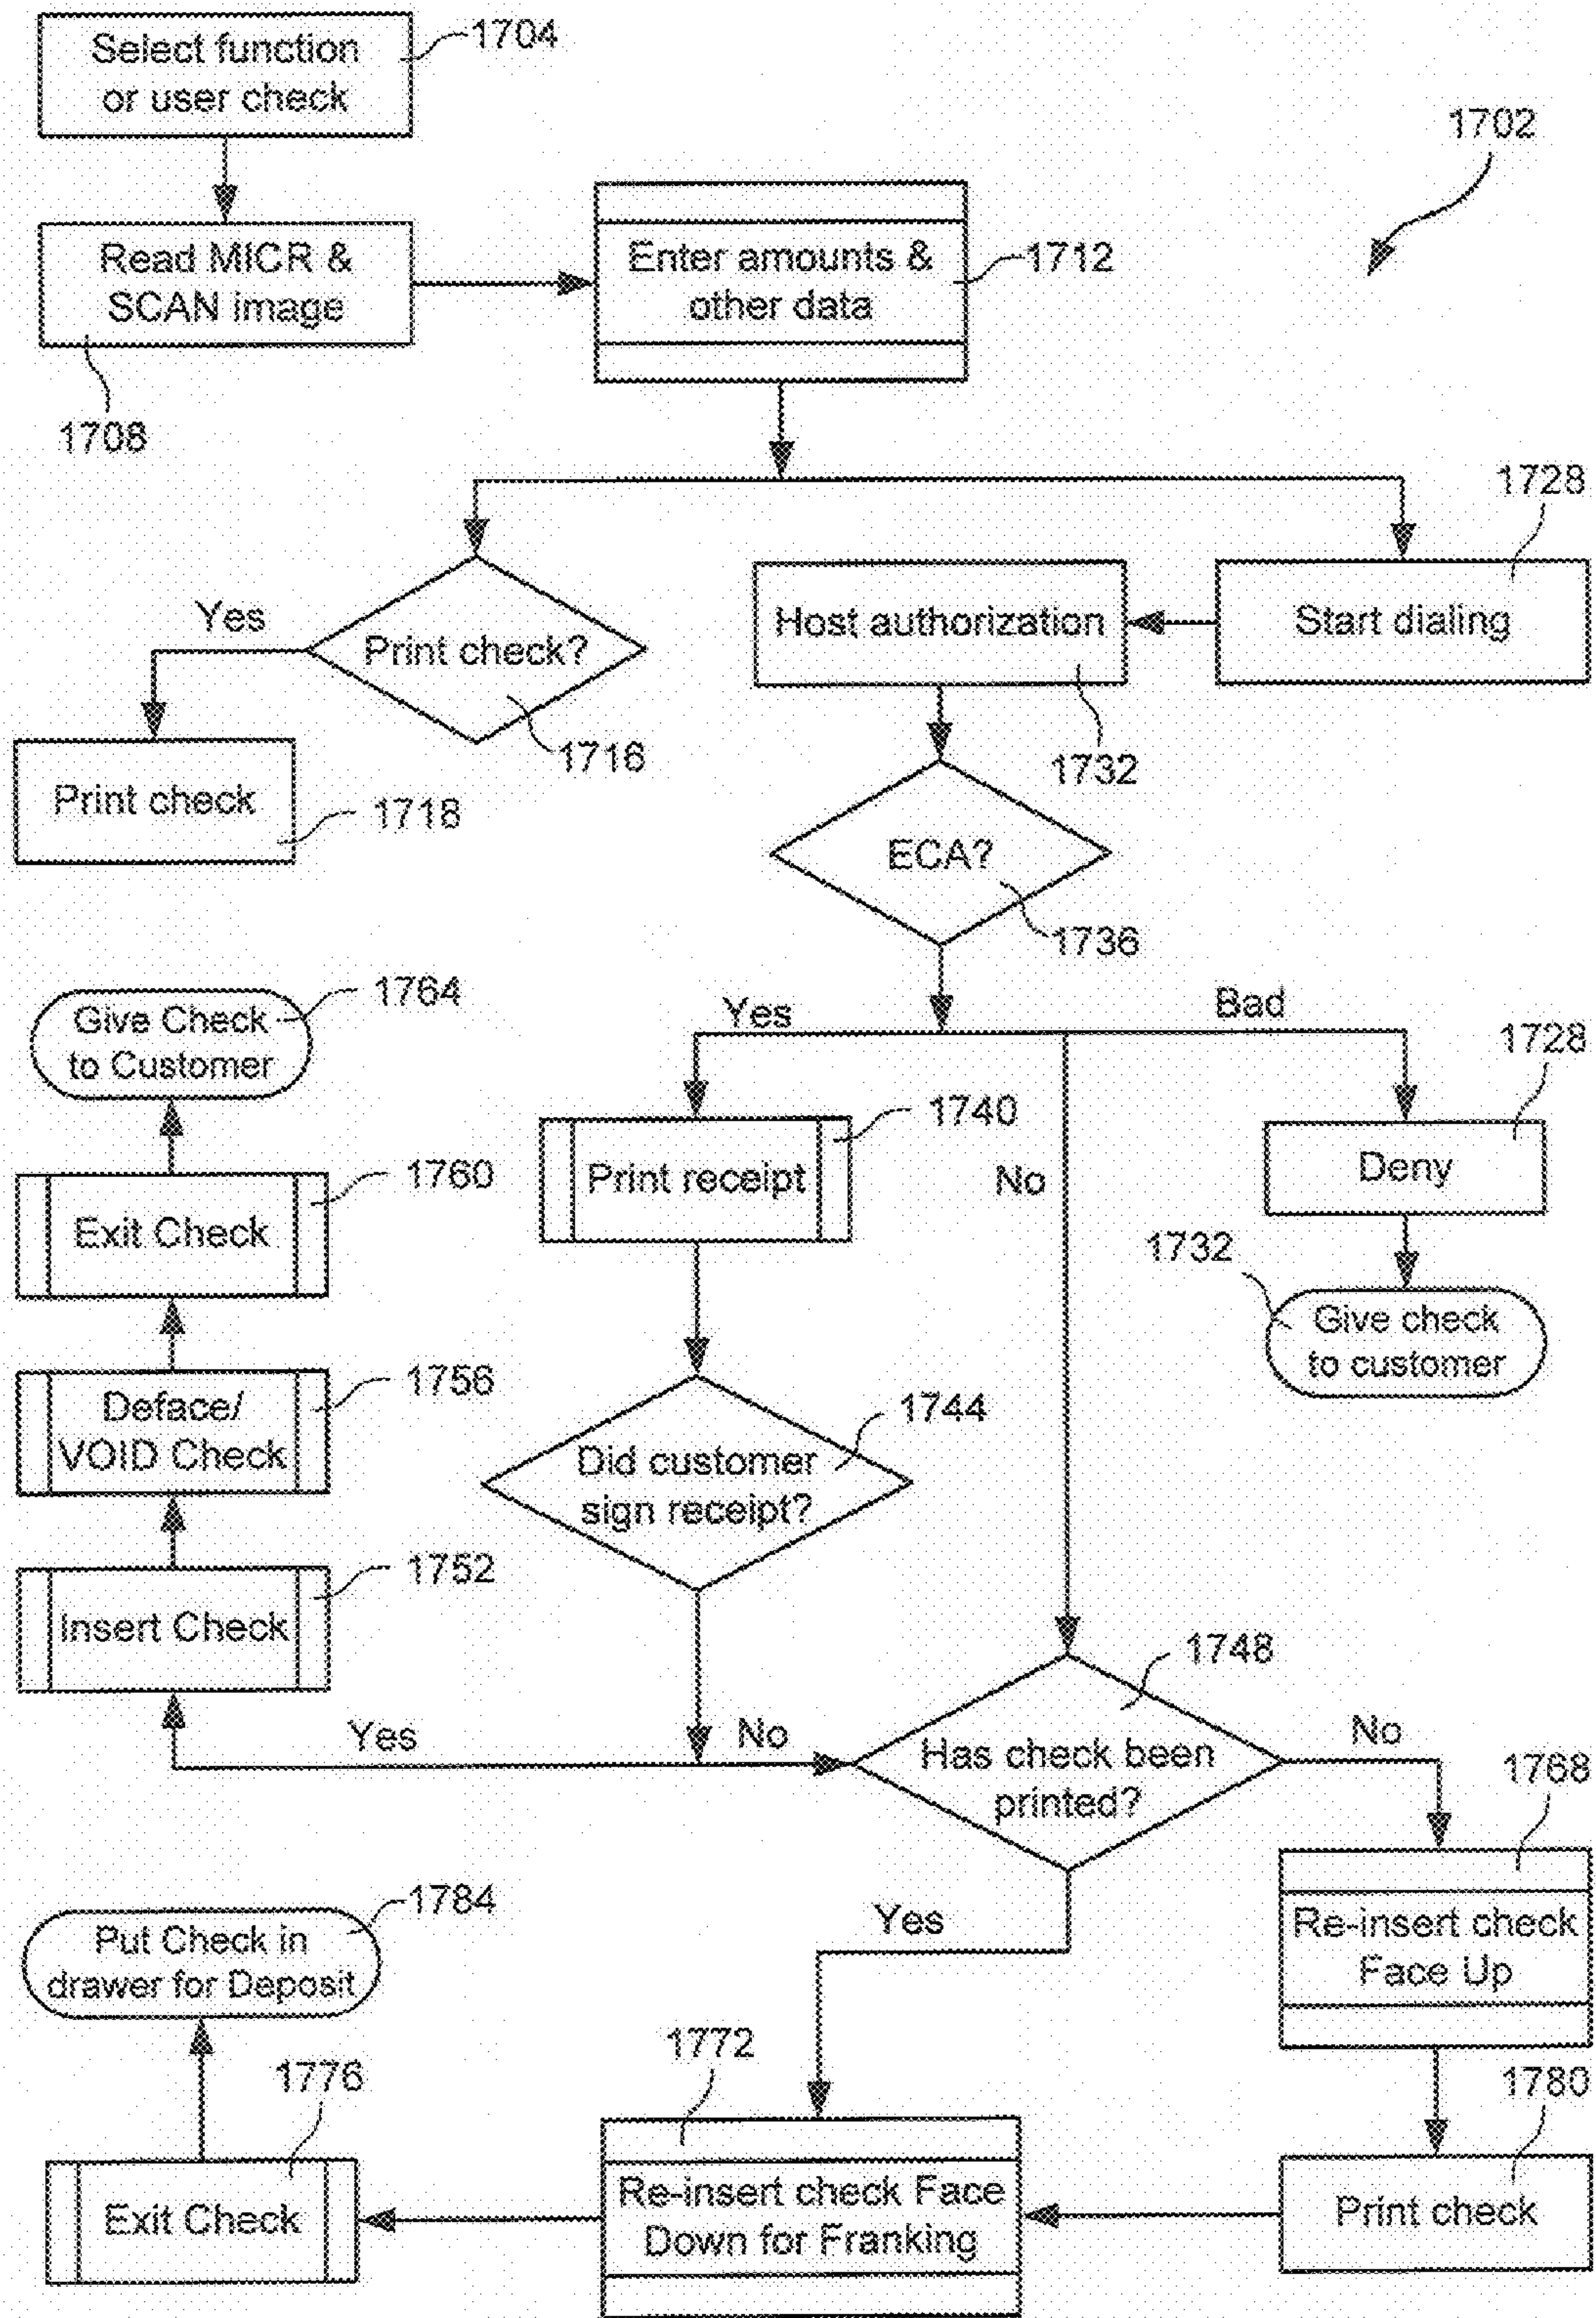 Select function
or user check
1704
1702
Read MICR &
SCAN image
1708
Enter amounts &
other data
1712
1728
Start dialing
Host authorization
1732
Yes
Print check?
1716
Print check
1718
ECA?
1736
Yes
Bad
No
1764
Give Check
to Customer
1760
Exit Check
1756
Deface/
VOID Check
1752
Insert Check
1740
Print receipt
1728
Deny
1732
Give check
to customer
1744
Did customer
sign receipt?
Yes
No
1748
Has check been
printed?
No
Yes
1768
Re-insert check
Face Up
1780
Print check
1772
Re-insert check Face
Down for Franking
1776
Exit Check
1784
Put Check in
drawer for Deposit